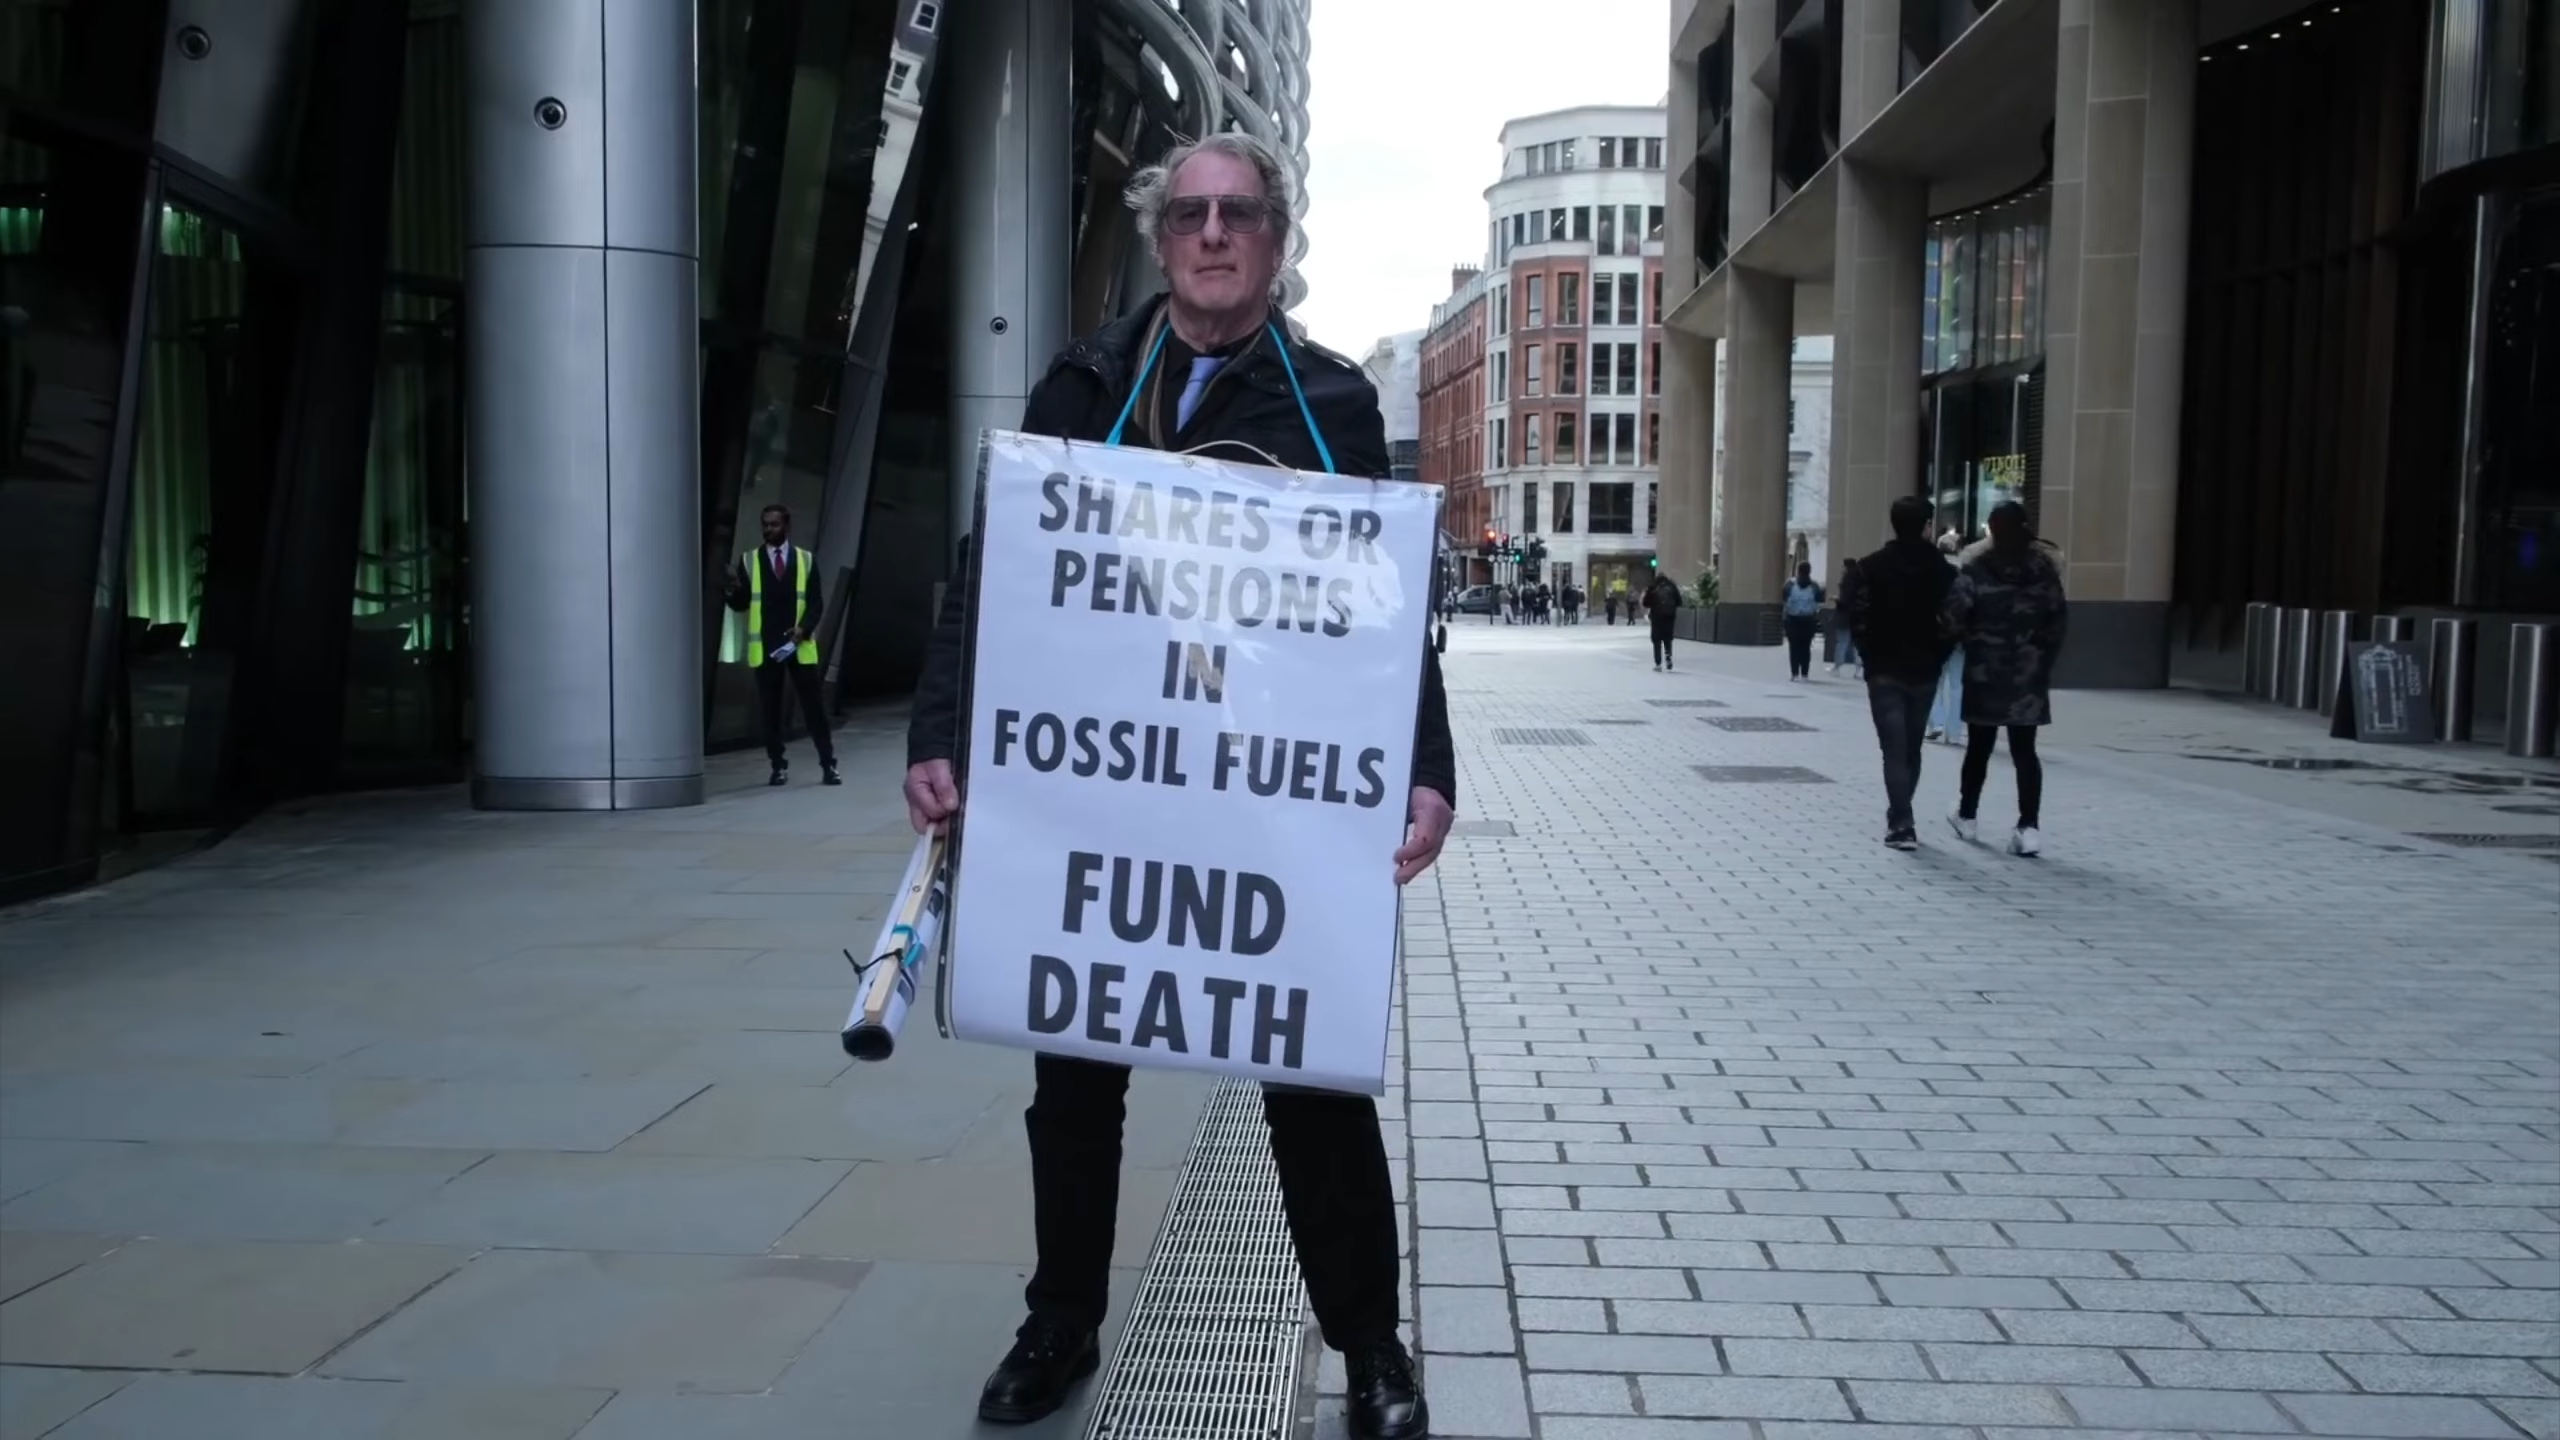 SHARES OR
PENSIONS
IN
FOSSIL FUELS
FUND
DEATH